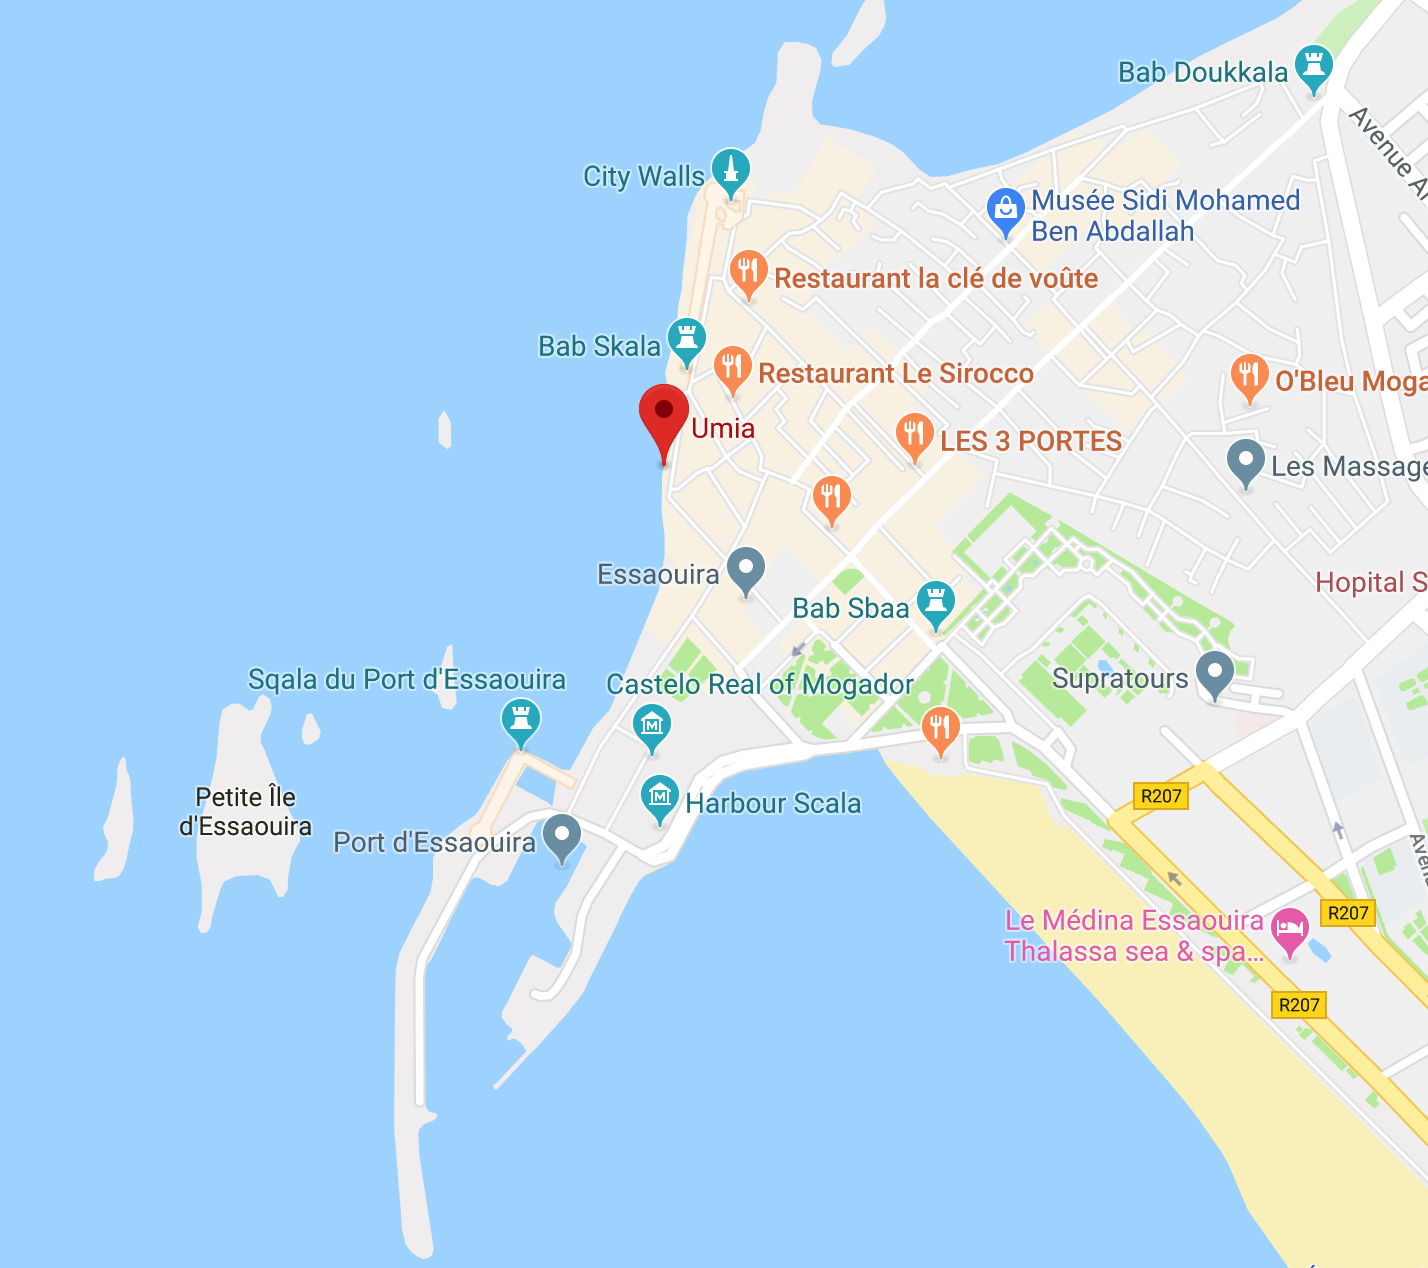 Bab Doukkala
Avenue Al
City Walls
Musée Sidi Mohamed
Ben Abdallah
Restaurant la clé de voûte
Bab Skala
Restaurant Le Sirocco
O'Bleu Moga
Umia
LES 3 PORTES
Les Massage
Essaouira
Hopital S
Bab Sbaa
Sqala du Port d'Essaouira
Castelo Real of Mogador
Supratours
Petite Île
d'Essaouira
Harbour Scala
R207
Port d'Essaouira
Avenu
R207
Le Médina Essaouira
Thalassa sea & spa...
R207